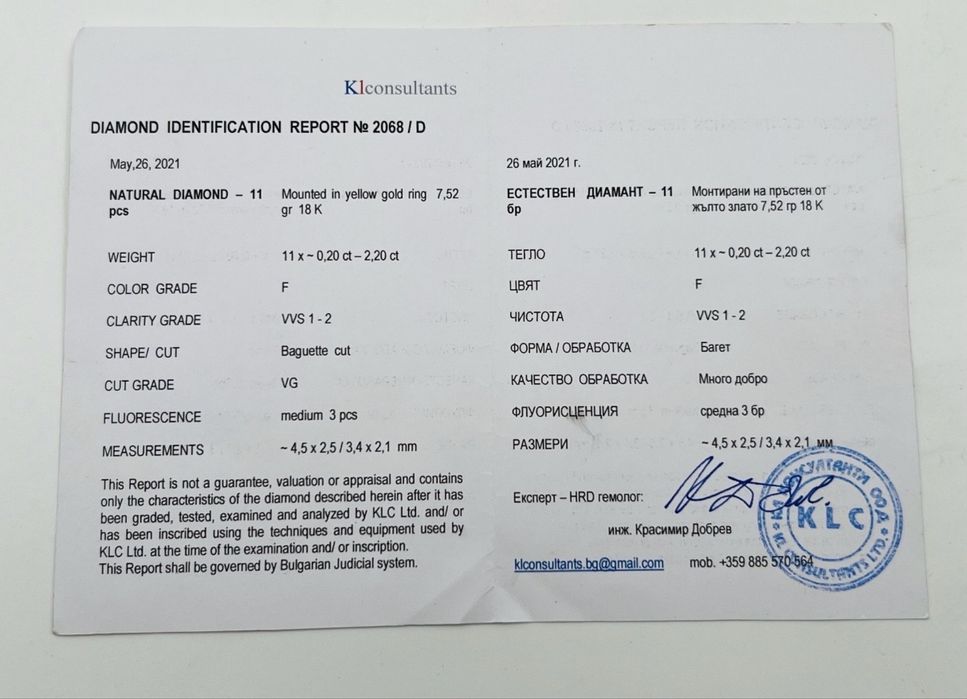 Klconsultants
DIAMOND IDENTIFICATION REPORT № 2068 / D
May,26, 2021
NATURAL DIAMOND – 11 pcs
Mounted in yellow gold ring 7,52 gr 18 K
WEIGHT 11 x ~ 0,20 ct – 2,20 ct
COLOR GRADE F
CLARITY GRADE VVS 1 - 2
SHAPE/ CUT Baguette cut
CUT GRADE VG
FLUORESCENCE medium 3 pcs
MEASUREMENTS ~ 4,5 x 2,5 / 3,4 x 2,1 mm
This Report is not a guarantee, valuation or appraisal and contains
only the characteristics of the diamond described herein after it has
been graded, tested, examined and analyzed by KLC Ltd. and/ or
has been inscribed using the techniques and equipment used by
KLC Ltd. at the time of the examination and/ or inscription.
This Report shall be governed by Bulgarian Judicial system.
26 май 2021 г.
ЕСТЕСТВЕН ДИАМАНТ – 11 бр
Монтирани на пръстен от жълто злато 7,52 гр 18 K
ТЕГЛО 11 x ~ 0,20 ct – 2,20 ct
ЦВЯТ F
ЧИСТОТА VVS 1 - 2
ФОРМА / ОБРАБОТКА Багет
КАЧЕСТВО ОБРАБОТКА Много добро
ФЛУОРИСЦЕНЦИЯ средна 3 бр
РАЗМЕРИ ~ 4,5 x 2,5 / 3,4 x 2,1 мм
Експерт – HRD гемолог:
инж. Красимир Добрев
klconsultants.bg@gmail.com mob. +359 885 570 564
КЛ КОНСУЛТАНТИ ООД
KLC
KL CONSULTANTS LTD.